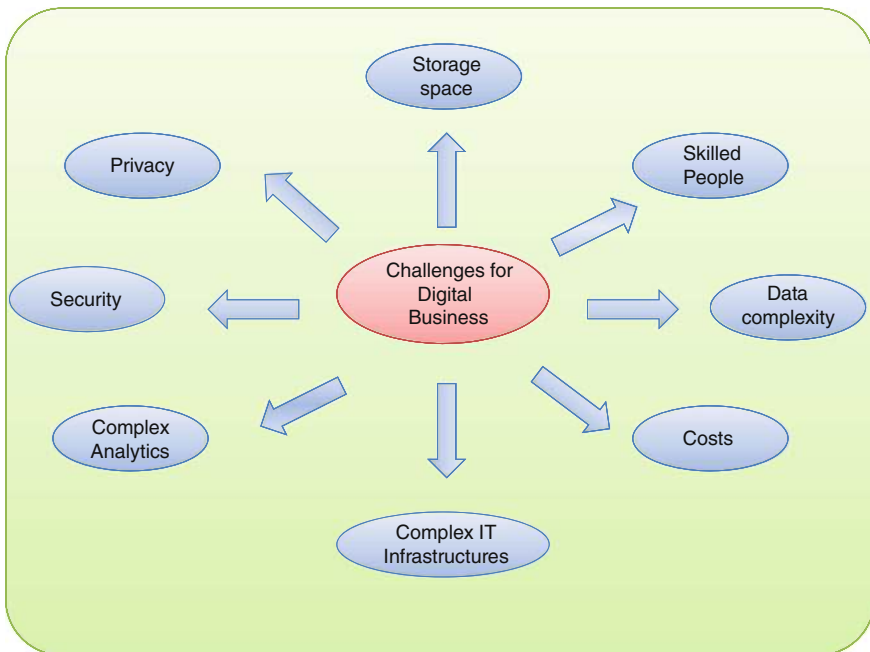 Storage
space
Privacy
Skilled
People
Challenges for
Digital
Business
Security
Data
complexity
Complex
Analytics
Costs
Complex IT
Infrastructures